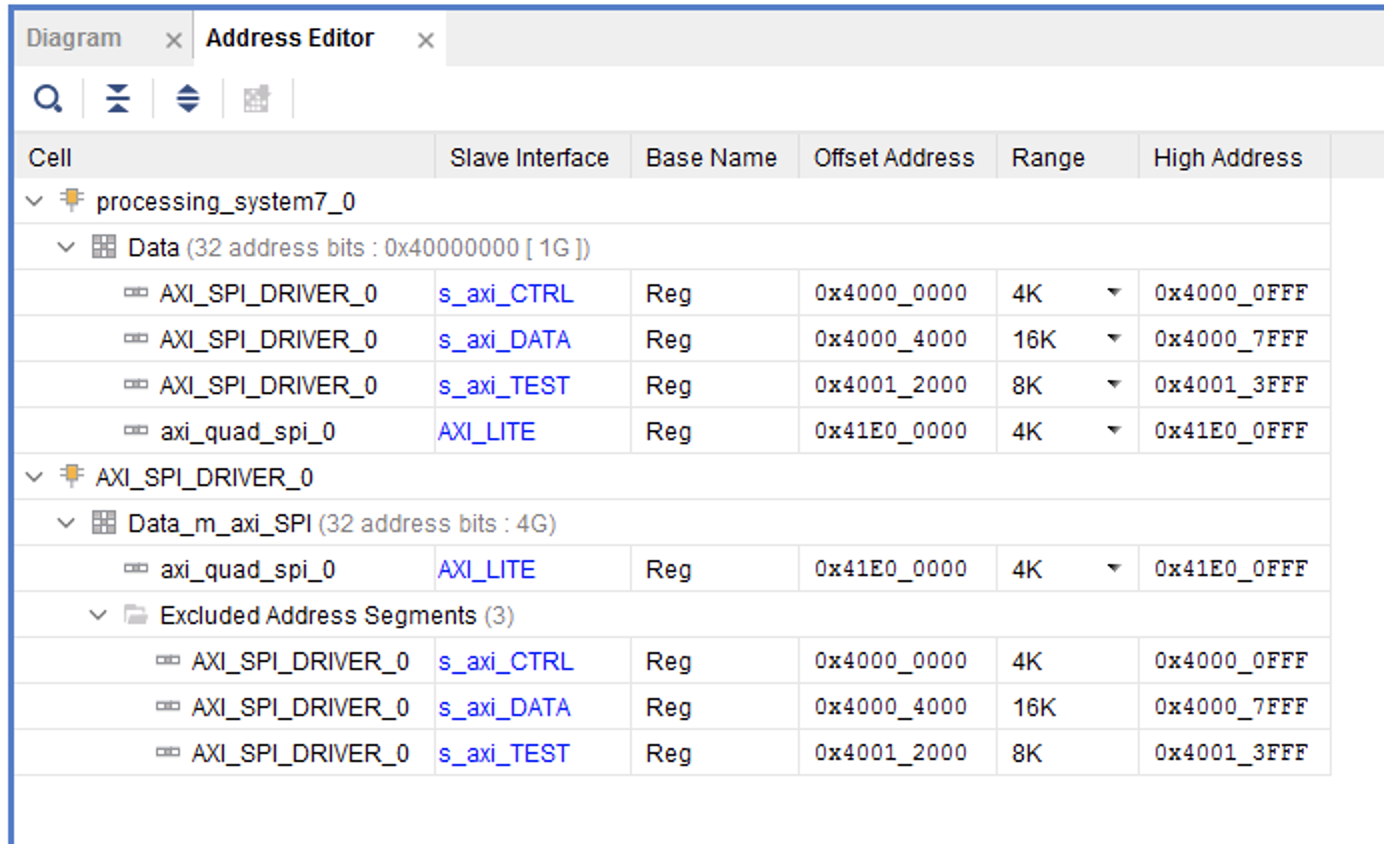 Diagram Address Editor
Cell Slave Interface Base Name Offset Address Range High Address
processing_system7_0
Data (32 address bits : 0x40000000 [ 1G ])
AXI_SPI_DRIVER_0 s_axi_CTRL Reg 0x4000_0000 4K 0x4000_0FFF
AXI_SPI_DRIVER_0 s_axi_DATA Reg 0x4000_4000 16K 0x4000_7FFF
AXI_SPI_DRIVER_0 s_axi_TEST Reg 0x4001_2000 8K 0x4001_3FFF
axi_quad_spi_0 AXI_LITE Reg 0x41E0_0000 4K 0x41E0_0FFF
AXI_SPI_DRIVER_0
Data_m_axi_SPI (32 address bits : 4G)
axi_quad_spi_0 AXI_LITE Reg 0x41E0_0000 4K 0x41E0_0FFF
Excluded Address Segments (3)
AXI_SPI_DRIVER_0 s_axi_CTRL Reg 0x4000_0000 4K 0x4000_0FFF
AXI_SPI_DRIVER_0 s_axi_DATA Reg 0x4000_4000 16K 0x4000_7FFF
AXI_SPI_DRIVER_0 s_axi_TEST Reg 0x4001_2000 8K 0x4001_3FFF